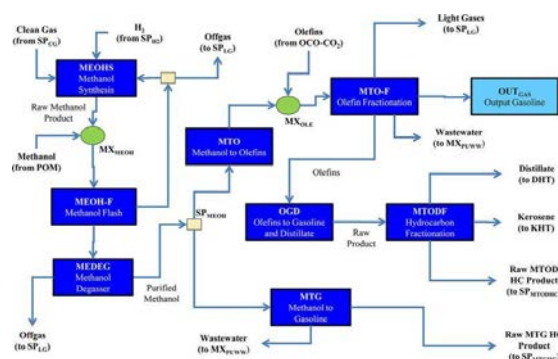 Clean Gas
(from SP_CG)
H₂
(from SP_H2)
Offgas
(to SP_LG)
Olefins
(from OCO-CO₂)
Light Gases
(to SP_LG)
MEOHS
Methanol
Synthesis
MTO-F
Olefin Fractionation
OUT_GAS
Output Gasoline
Raw Methanol
Product
MX_MEOH
MX_OLE
MTO
Methanol to Olefins
Wastewater
(to MX_PUWW)
Methanol
(from POM)
Olefins
Distillate
(to DHT)
MEOH-F
Methanol Flash
SP_MEOH
OGD
Olefins to Gasoline
and Distillate
Raw
Product
MTODF
Hydrocarbon
Fractionation
Kerosene
(to KHT)
MEDEG
Methanol
Degasser
Purified
Methanol
Raw MTOD
HC Product
(to SP_MTODHC)
MTG
Methanol to
Gasoline
Offgas
(to SP_LG)
Wastewater
(to MX_PUWW)
Raw MTG HC
Product